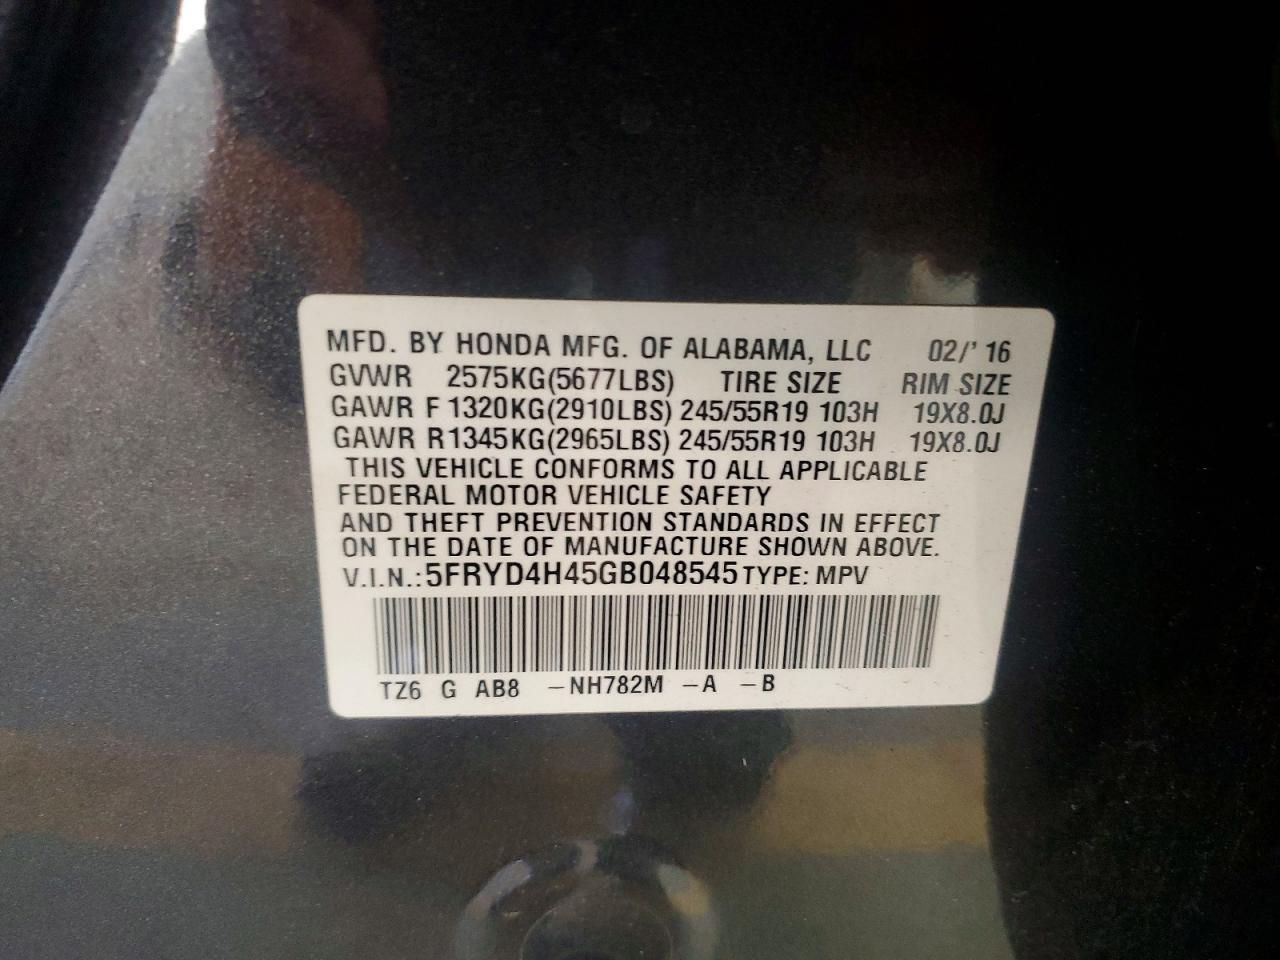 MFD. BY HONDA MFG. OF ALABAMA, LLC 02/' 16
GVWR 2575KG(5677LBS) TIRE SIZE RIM SIZE
GAWR F 1320KG(2910LBS) 245/55R19 103H 19X8.0J
GAWR R1345KG(2965LBS) 245/55R19 103H 19X8.0J
THIS VEHICLE CONFORMS TO ALL APPLICABLE
FEDERAL MOTOR VEHICLE SAFETY
AND THEFT PREVENTION STANDARDS IN EFFECT
ON THE DATE OF MANUFACTURE SHOWN ABOVE.
V.I.N.: 5FRYD4H45GB048545 TYPE: MPV
TZ6 G AB8 -NH782M -A -B